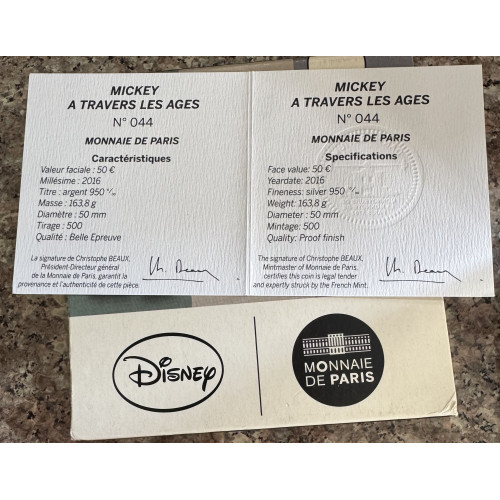 MICKEY
A TRAVERS LES AGES
N° 044
MONNAIE DE PARIS
Caractéristiques
Valeur faciale : 50 €
Millésime : 2016
Titre : argent 950 °/∞
Masse : 163,8 g
Diamètre : 50 mm
Tirage : 500
Qualité : Belle Epreuve
La signature de Christophe BEAUX,
Président-Directeur général
de la Monnaie de Paris, garantit la
provenance et l'authenticité de cette pièce.
Ch. Beaux
MICKEY
A TRAVERS LES AGES
N° 044
MONNAIE DE PARIS
Specifications
Face value: 50 €
Yeardate: 2016
Fineness: silver 950 °/∞
Weight: 163,8 g
Diameter : 50 mm
Mintage: 500
Quality: Proof finish
The signature of Christophe BEAUX,
Mintmaster of Monnaie de Paris,
certifies this coin is legal tender
and expertly struck by the French Mint.
Ch. Beaux
Disney
MONNAIE
DE PARIS